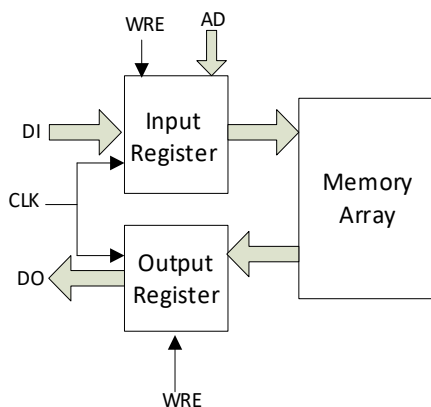 WRE
AD
DI
Input
Register
CLK
Memory
Array
DO
Output
Register
WRE